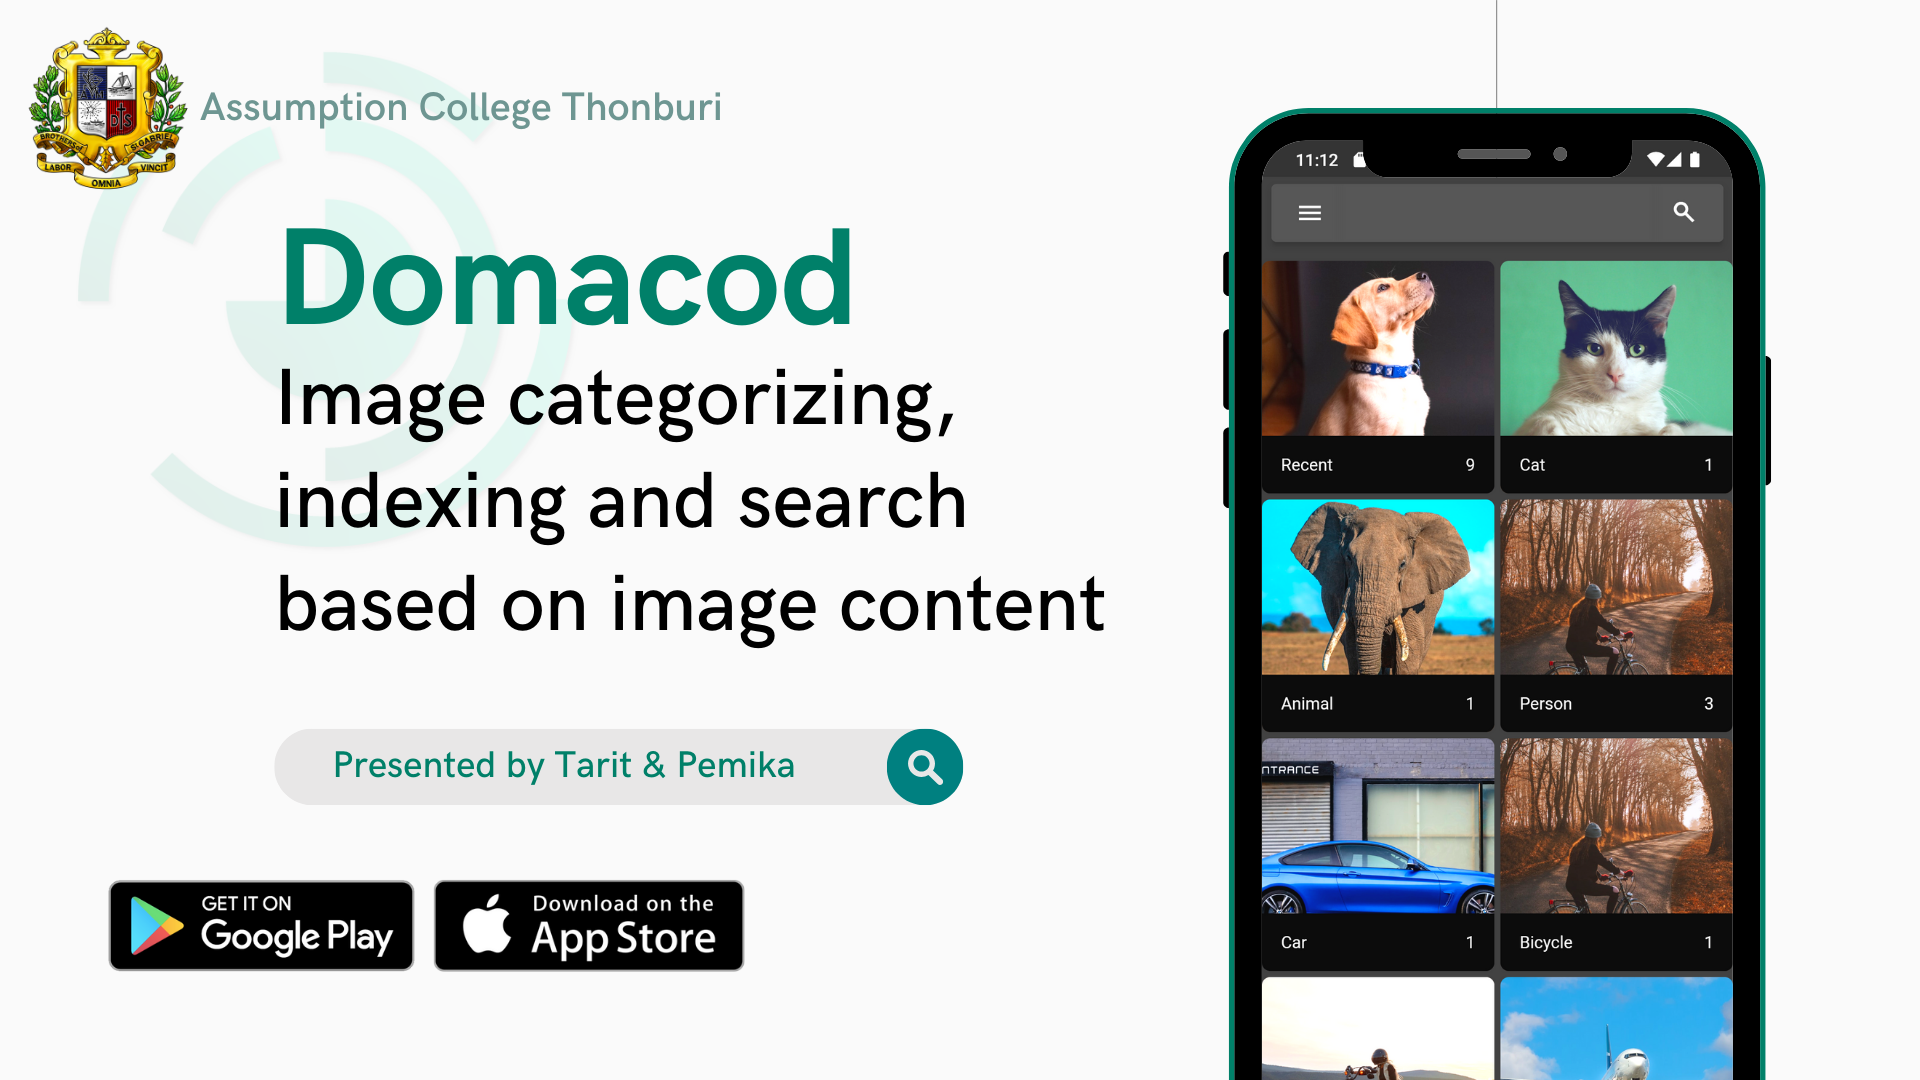 Assumption College Thonburi
BROTHERS of ST GABRIEL
LABOR OMNIA VINCIT
Domacod
Image categorizing,
indexing and search
based on image content
Presented by Tarit & Pemika
GET IT ON
Google Play
Download on the
App Store
11:12
Recent 9
Cat 1
Animal 1
Person 3
NTRANCE
Car 1
Bicycle 1